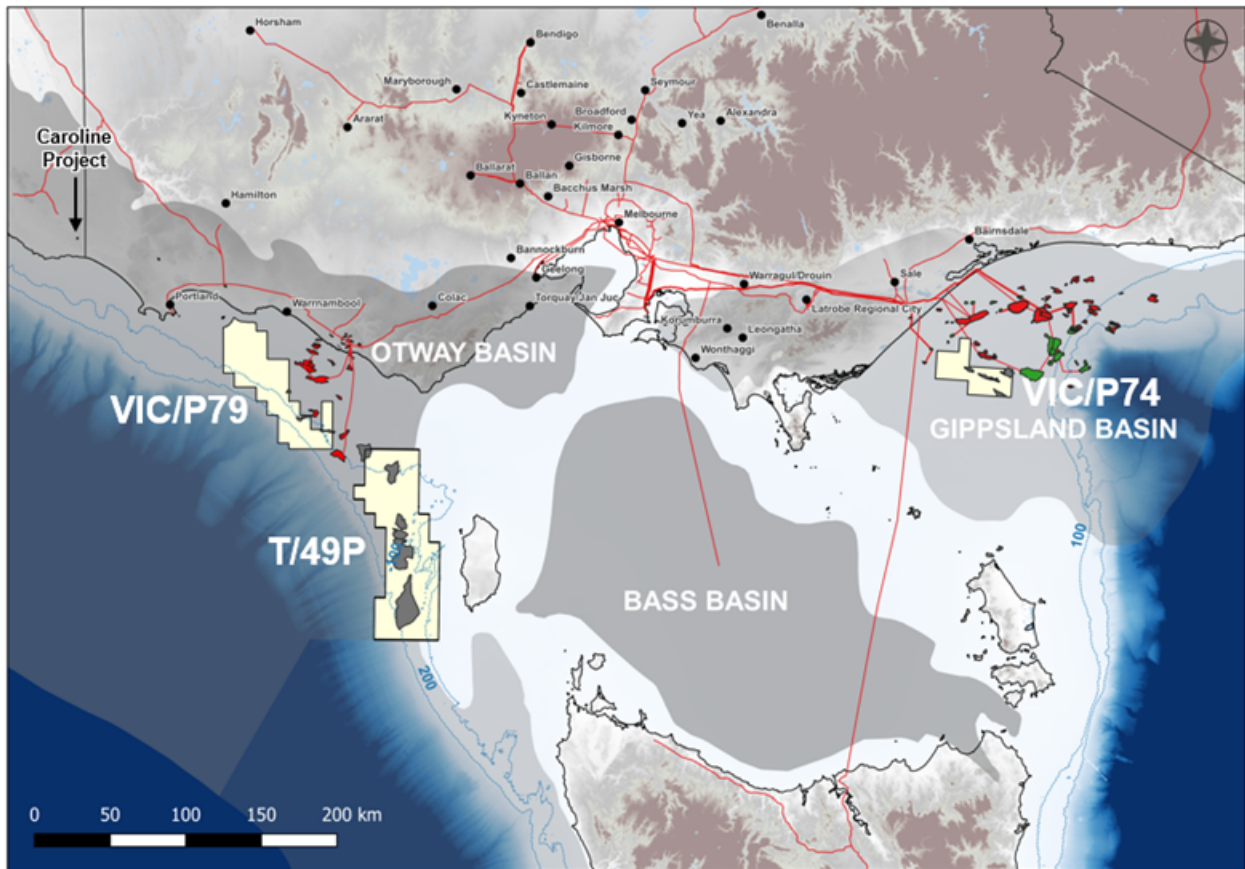 Horsham
Benalla
Bendigo
Maryborough
Castlemaine
Seymour
Ararat
Kyneton
Broadford
Kilmore
Yea
Alexandra
Caroline
Project
Gisborne
Ballarat
Ballan
Bacchus Marsh
Hamilton
Melbourne
Bairnsdale
Bannockburn
Geelong
Warragul/Drouin
Sale
Portland
Warrnambool
Colac
Torquay/Jan Juc
Latrobe Regional City
Korumburra
Leongatha
Wonthaggi
OTWAY BASIN
VIC/P79
VIC/P74
GIPPSLAND BASIN
T/49P
100
100
BASS BASIN
200
0 50 100 150 200 km